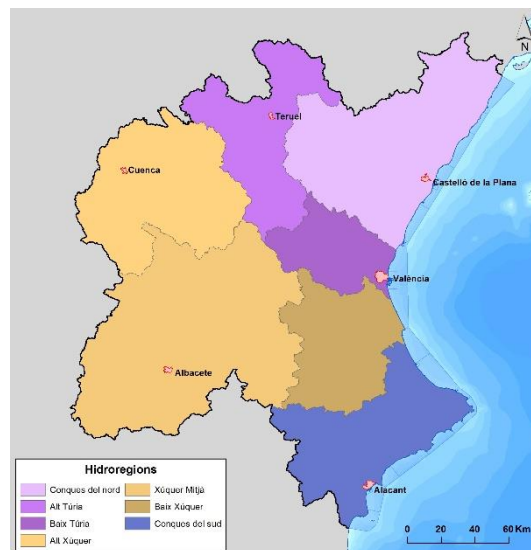 N
Teruel
Cuenca
Castelló de la Plana
València
Albacete
Alacant
Hidroregions
Conques del nord
Xúquer Mitjà
Alt Túria
Baix Xúquer
Baix Túria
Conques del sud
Alt Xúquer
0 20 40 60 Km